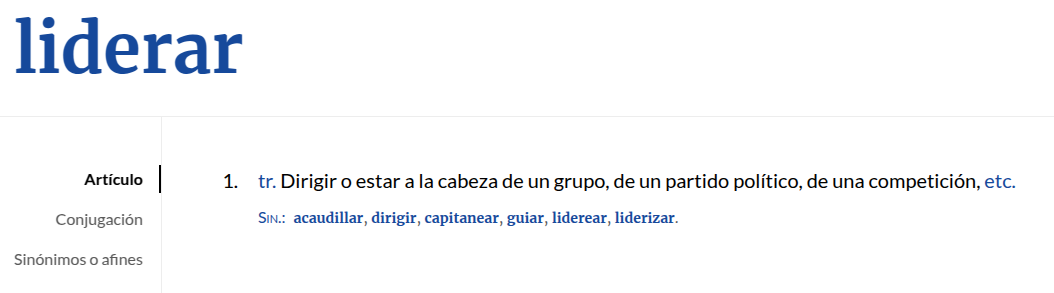 liderar
Artículo
Conjugación
Sinónimos o afines
1. tr. Dirigir o estar a la cabeza de un grupo, de un partido político, de una competición, etc.
Sin.: acaudillar, dirigir, capitanear, guiar, liderear, liderizar.